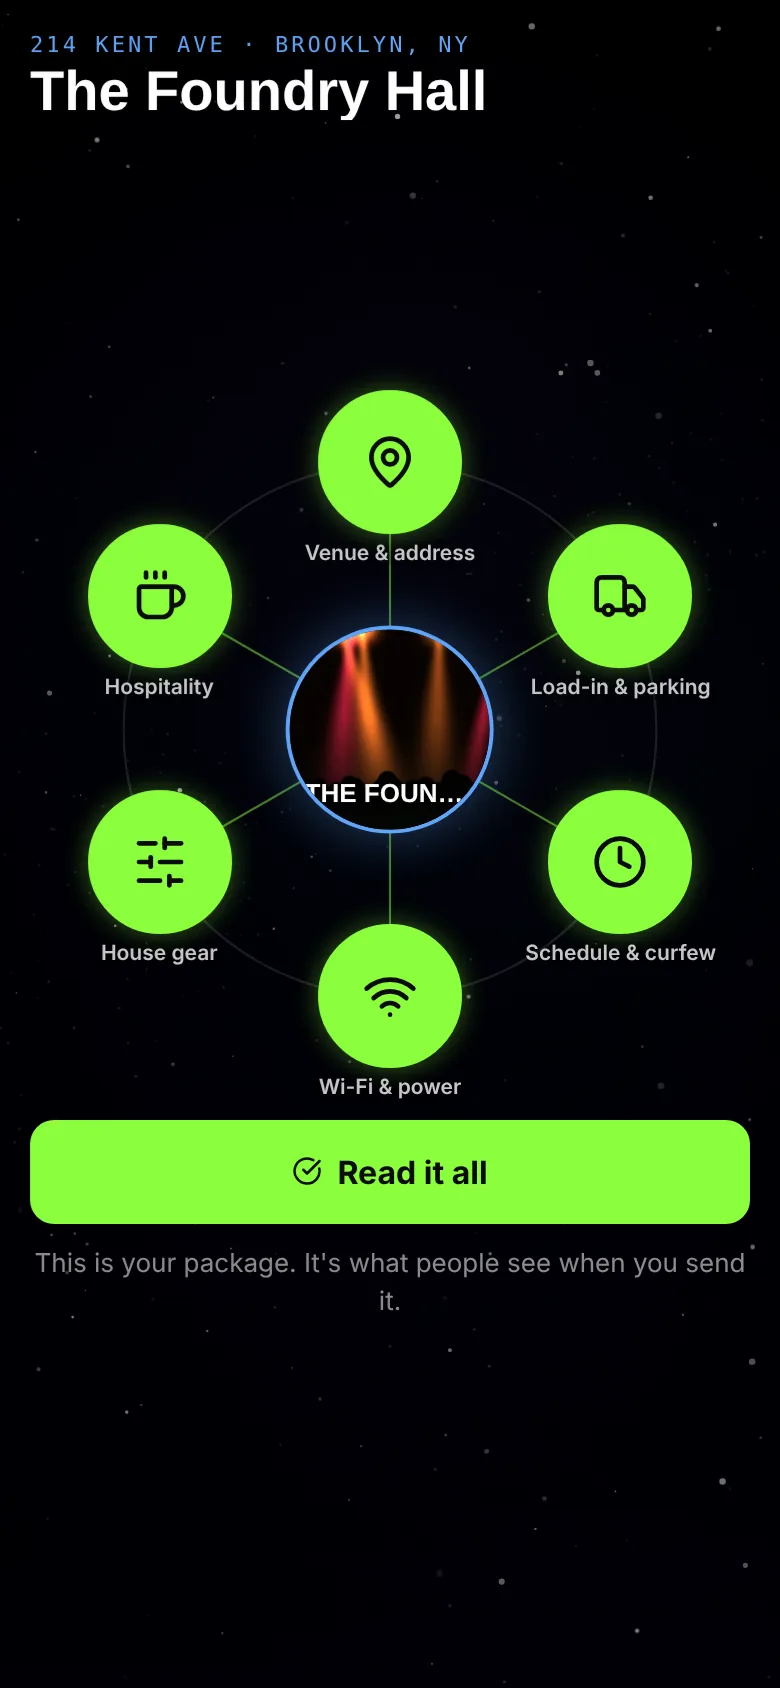 214 KENT AVE · BROOKLYN, NY
The Foundry Hall
Venue & address
Hospitality
Load-in & parking
THE FOUN...
House gear
Schedule & curfew
Wi-Fi & power
Read it all
This is your package. It's what people see when you send
it.